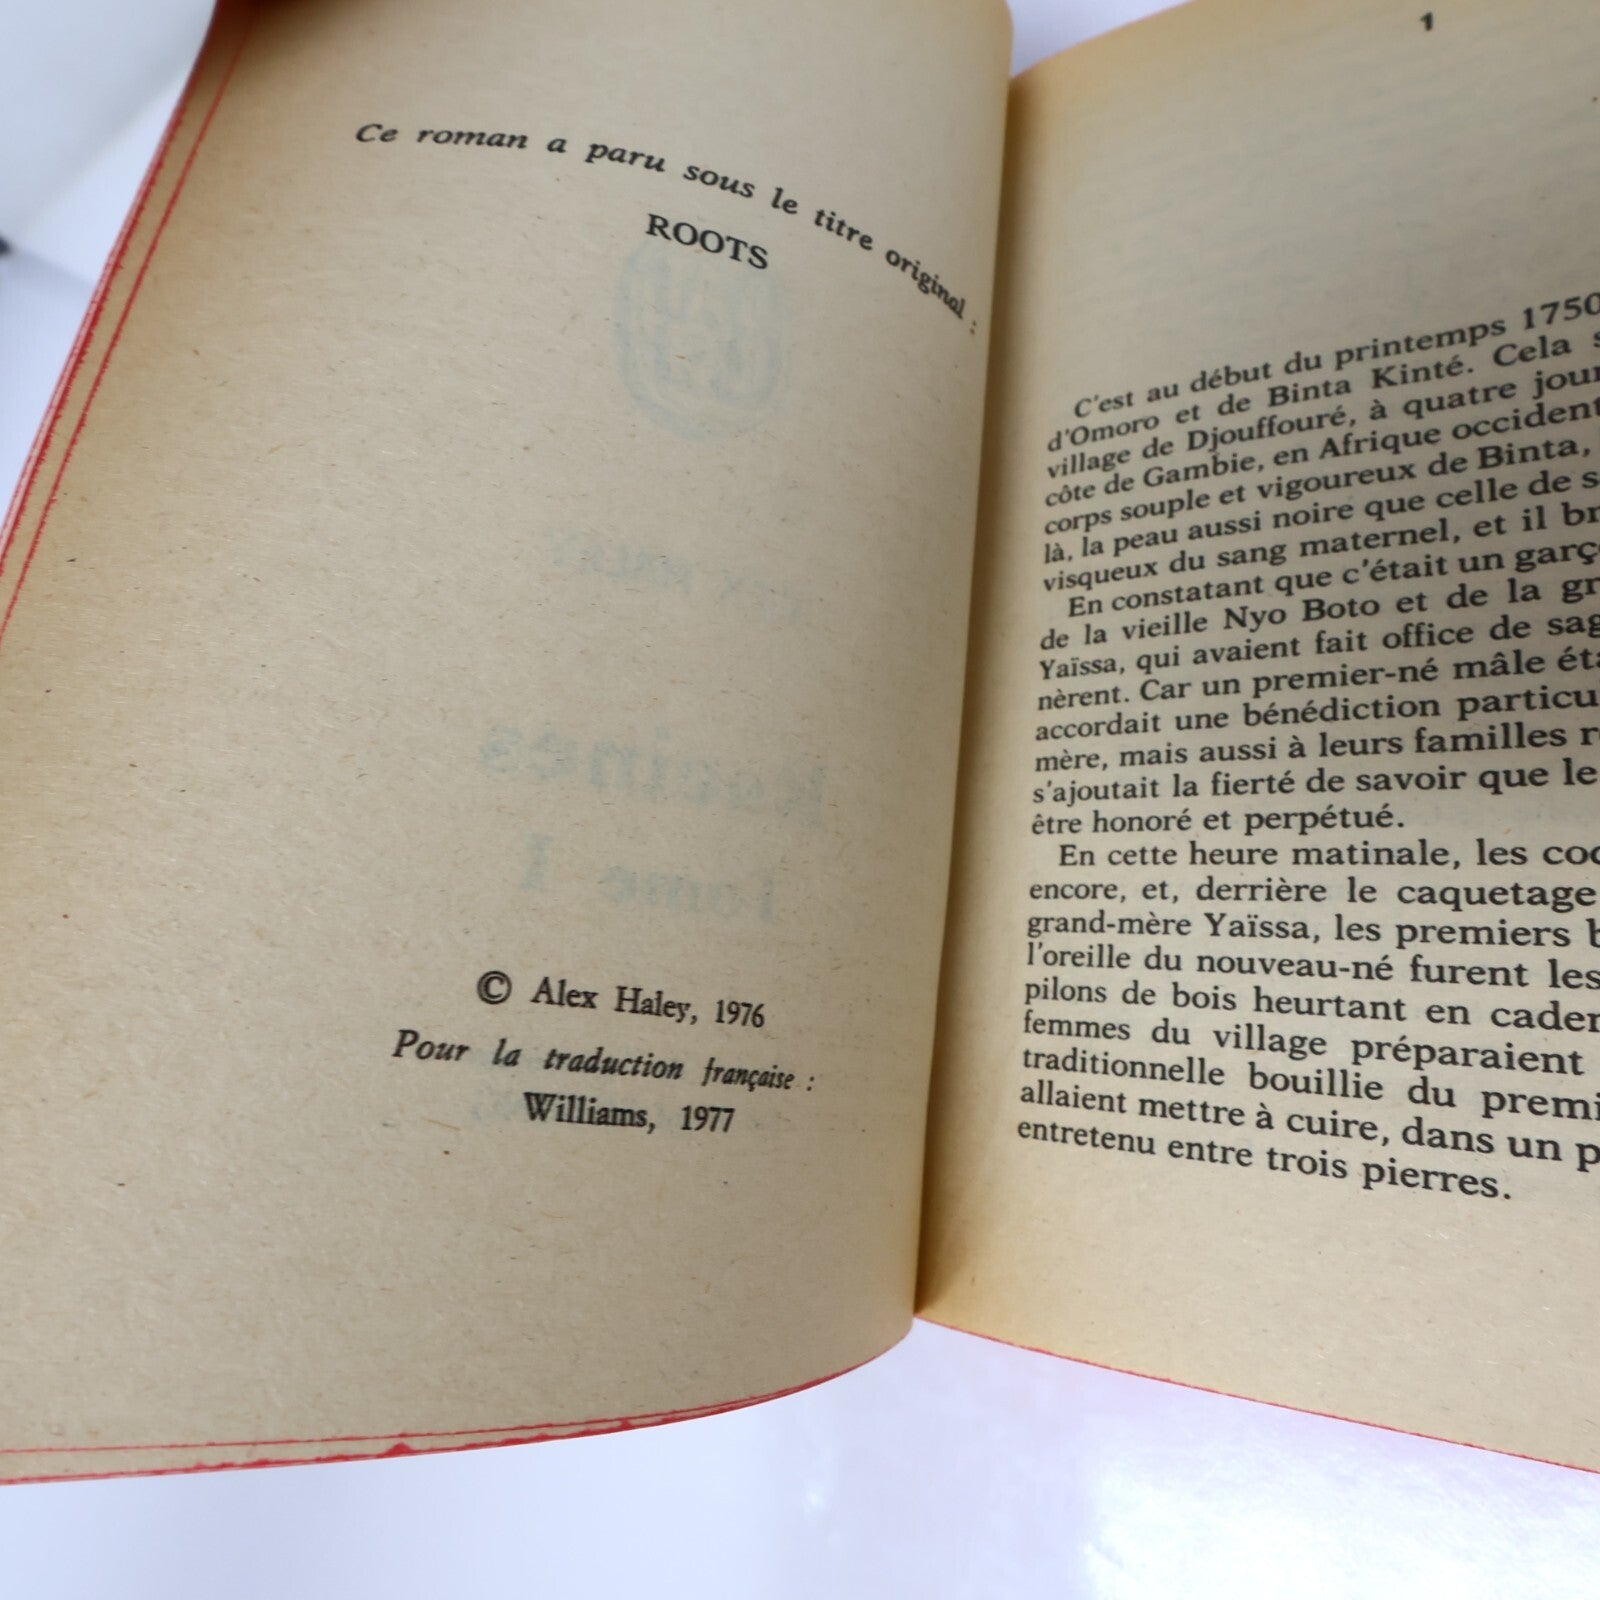 Ce roman a paru sous le titre original :
ROOTS
© Alex Haley, 1976
Pour la traduction française :
Williams, 1977
1
C'est au début du printemps 1750
d'Omoro et de Binta Kinté. Cela
village de Djouffouré, à quatre
côte de Gambie, en Afrique
corps souple et vigoureux de Binta,
là, la peau aussi noire que celle de
visqueux du sang maternel, et il
En constatant que c'était un
de la vieille Nyo Boto et de la
Yaïssa, qui avaient fait office de
nèrent. Car un premier-né mâle
accordait une bénédiction
mère, mais aussi à leurs familles
s'ajoutait la fierté de savoir que le
être honoré et perpétué.
En cette heure matinale, les
encore, et, derrière le caquetage
grand-mère Yaïssa, les premiers
l'oreille du nouveau-né furent les
pilons de bois heurtant en
femmes du village préparaient
traditionnelle bouillie du
allaient mettre à cuire, dans un
entretenu entre trois pierres.